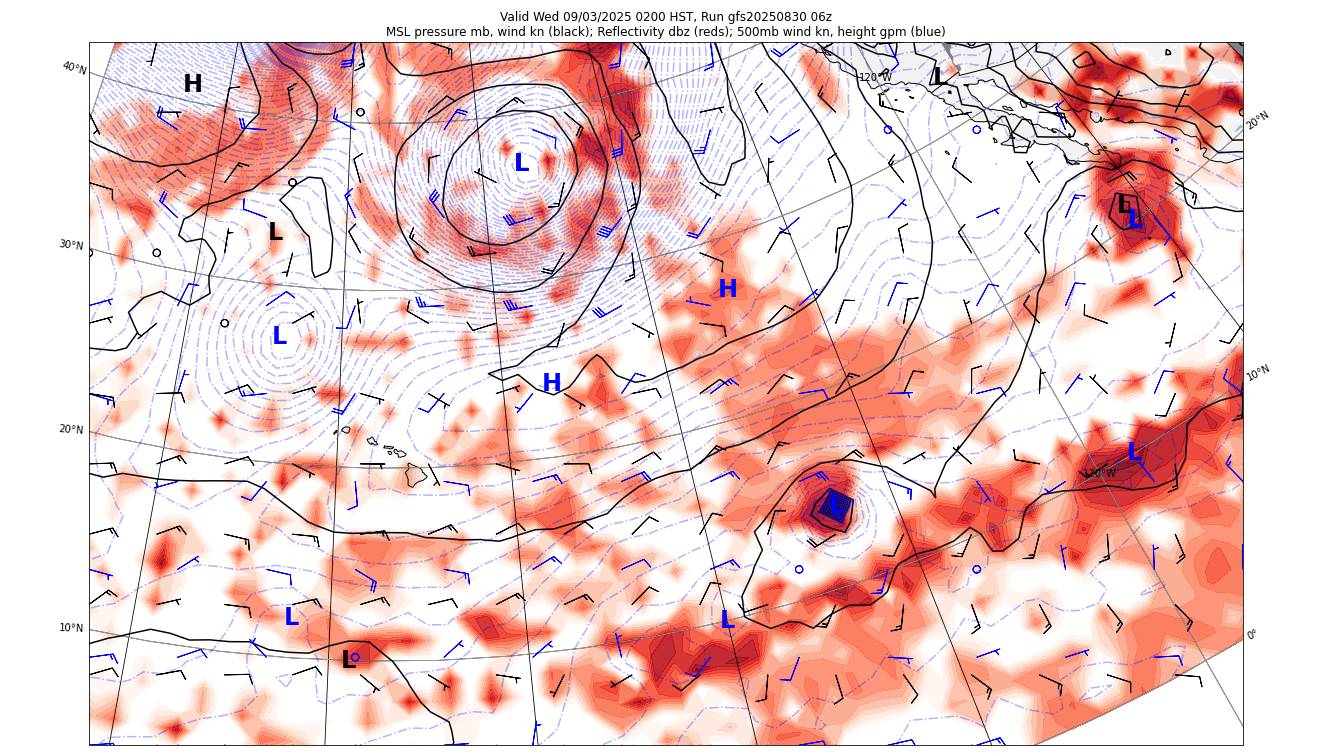 Valid Wed 09/03/2025 0200 HST, Run gfs20250830 06z
MSL pressure mb, wind kn (black); Reflectivity dbz (reds); 500mb wind kn, height gpm (blue)
40°N
H
120°W
L
20°N
L
L
L
L
L
30°N
H
L
H
10°N
20°N
L
120°W
L
L
L
10°N
0°
L